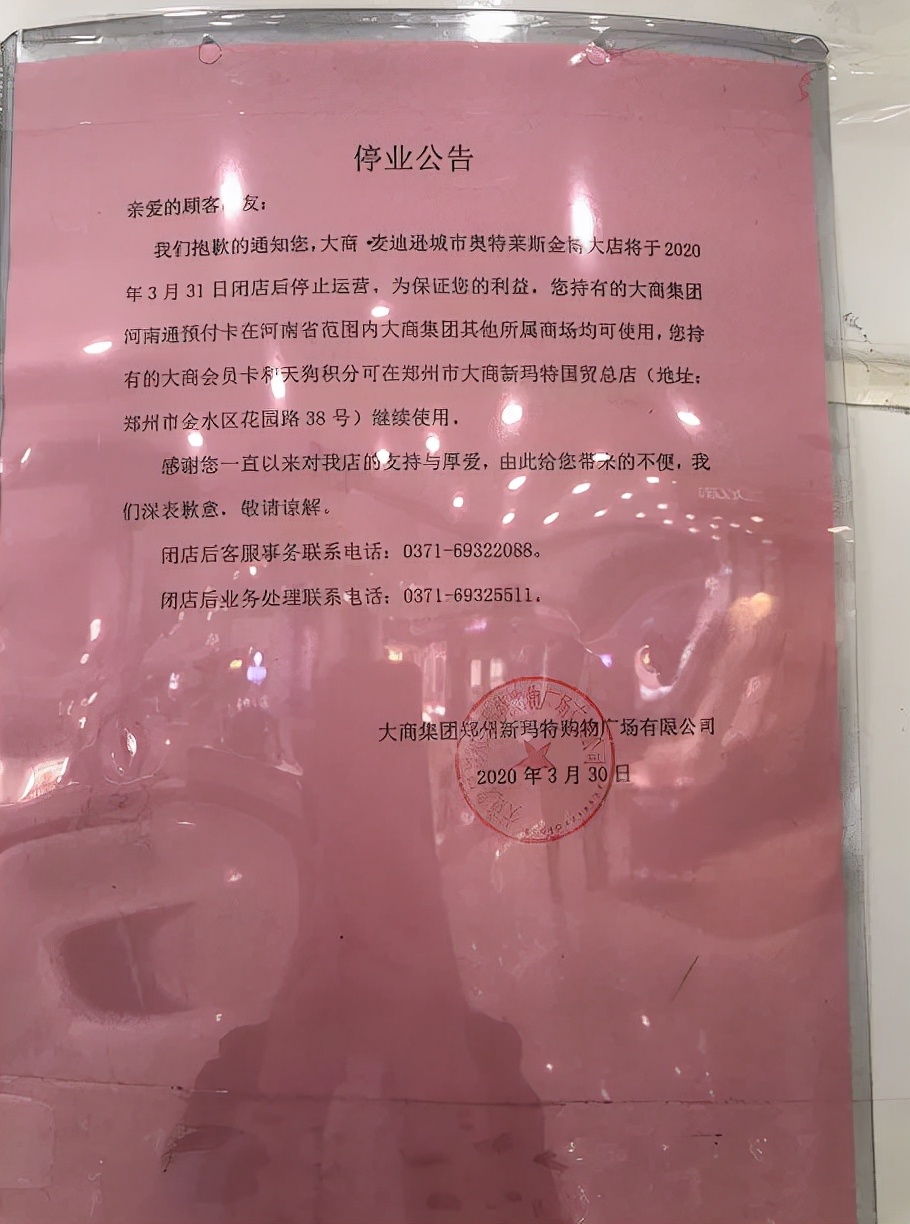 停业公告
亲爱的顾客 友：
我们抱歉的通知您，大商·麦迪逊城市奥特莱斯金博大店将于2020
年3月31日闭店后停止运营，为保证您的利益，您持有的大商集团
河南通预付卡在河南省范围内大商集团其他所属商场均可使用，您持
有的大商会员卡和天狗积分可在郑州市大商新玛特国贸总店（地址：
郑州市金水区花园路38号）继续使用。
感谢您一直以来对我店的支持与厚爱，由此给您带来的不便，我
们深表歉意，敬请谅解。
闭店后客服事务联系电话：0371-69322088。
闭店后业务处理联系电话：0371-69325511。
大商集团郑州新玛特购物广场有限公司
2020年3月30日